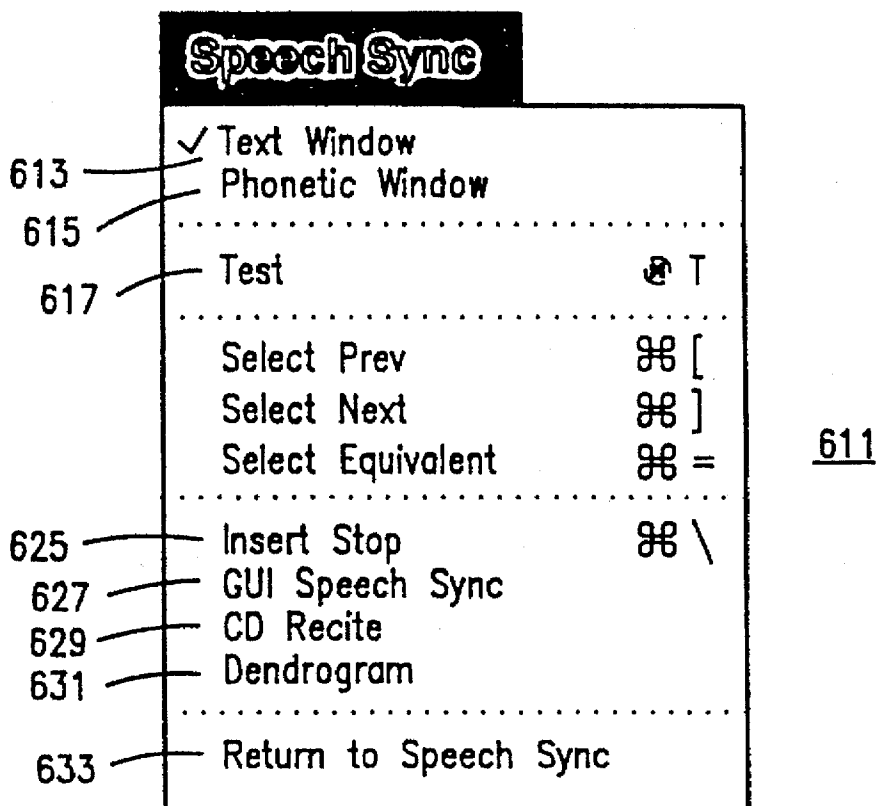 Speech Sync
✓ Text Window
613
Phonetic Window
615
Test T
617
Select Prev ⌘ [
Select Next ⌘ ]
Select Equivalent ⌘ =
611
625 Insert Stop ⌘ \
627 GUI Speech Sync
629 CD Recite
631 Dendrogram
633 Return to Speech Sync